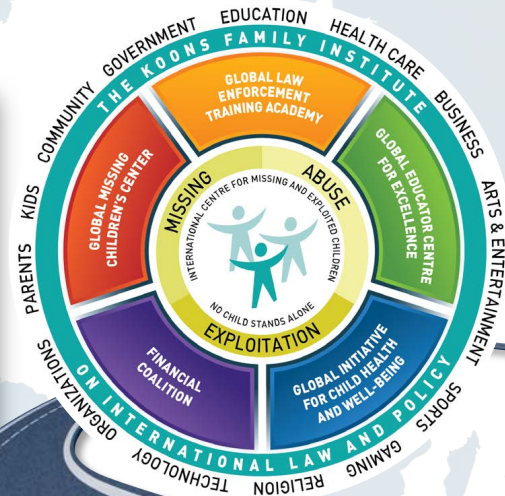 EDUCATION
HEALTH CARE
BUSINESS
ARTS & ENTERTAINMENT
SPORTS
GAMING
RELIGION
TECHNOLOGY
ORGANIZATIONS
PARENTS
KIDS
COMMUNITY
GOVERNMENT
THE KOONS FAMILY INSTITUTE
ON INTERNATIONAL LAW AND POLICY
GLOBAL LAW
ENFORCEMENT
TRAINING ACADEMY
GLOBAL EDUCATOR CENTRE
FOR EXCELLENCE
GLOBAL INITIATIVE
FOR CHILD HEALTH
AND WELL-BEING
FINANCIAL
COALITION
GLOBAL MISSING
CHILDREN'S CENTER
MISSING
ABUSE
EXPLOITATION
INTERNATIONAL CENTRE FOR MISSING AND EXPLOITED CHILDREN
NO CHILD STANDS ALONE